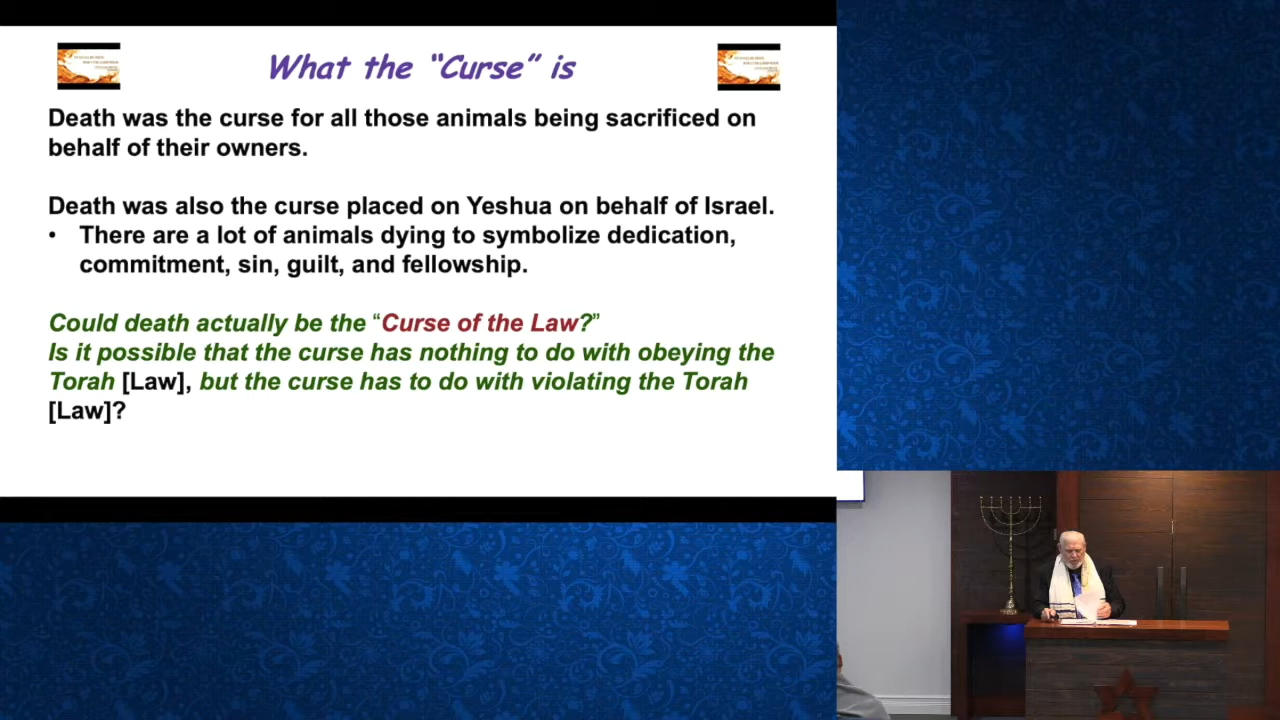 What the “Curse” is
Death was the curse for all those animals being sacrificed on
behalf of their owners.
Death was also the curse placed on Yeshua on behalf of Israel.
• There are a lot of animals dying to symbolize dedication,
commitment, sin, guilt, and fellowship.
Could death actually be the “Curse of the Law?”
Is it possible that the curse has nothing to do with obeying the
Torah [Law], but the curse has to do with violating the Torah
[Law]?